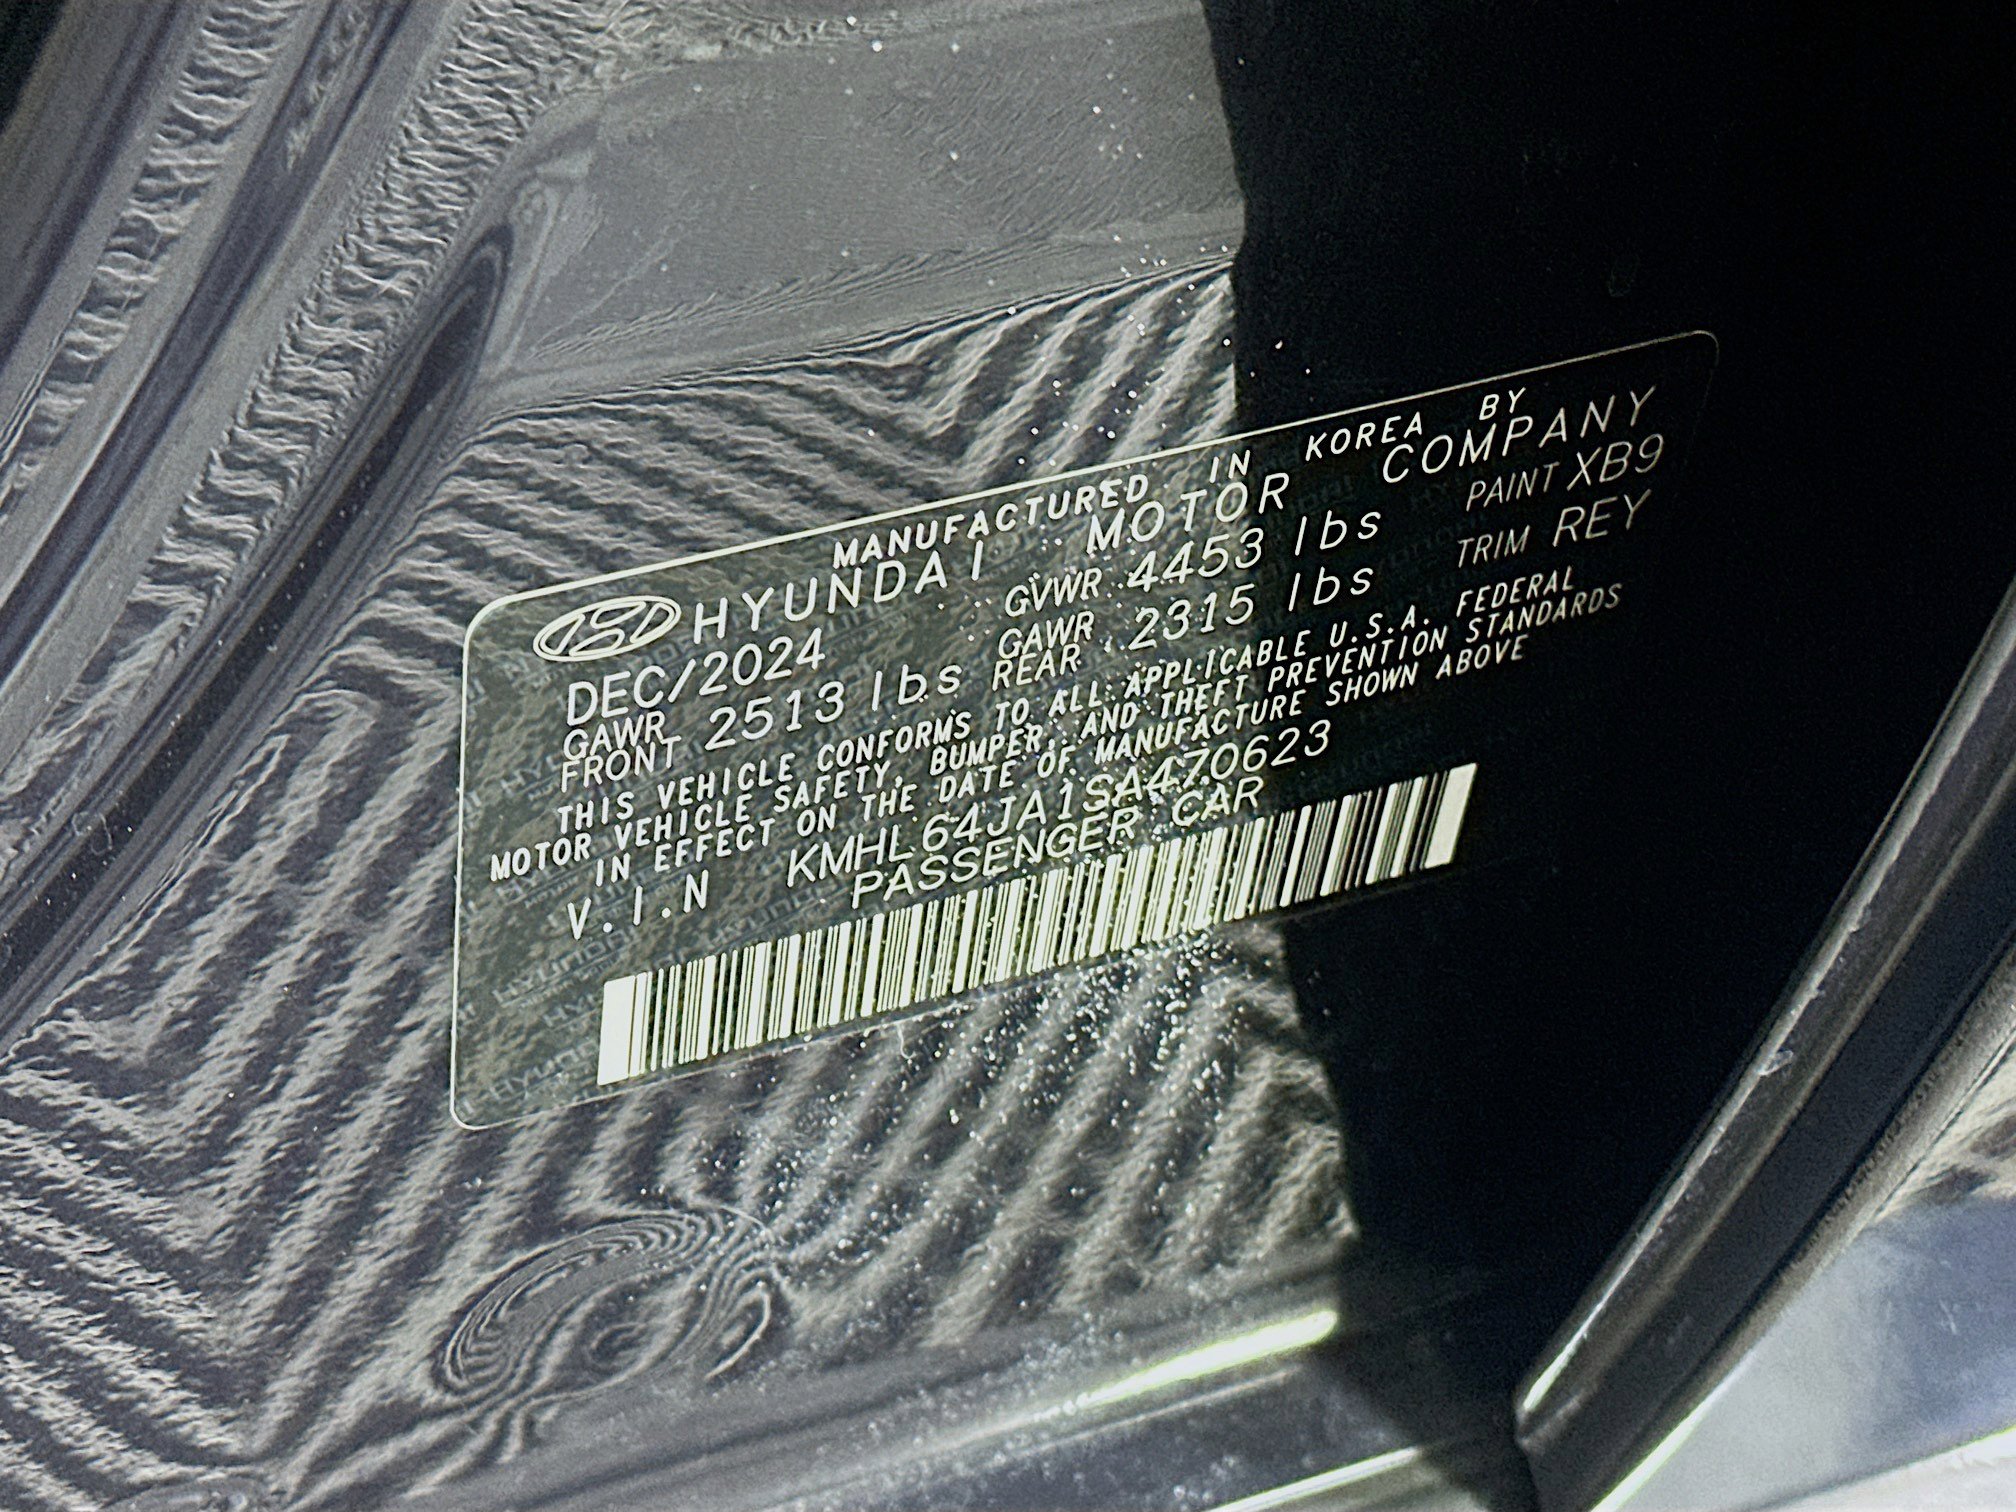 MANUFACTURED IN KOREA BY
HYUNDAI MOTOR COMPANY
DEC/2024 GVWR 4453 lbs PAINT XB9
GAWR FRONT 2513 lbs GAWR REAR 2315 lbs TRIM REY
THIS VEHICLE CONFORMS TO ALL APPLICABLE U.S.A. FEDERAL
MOTOR VEHICLE SAFETY, BUMPER, AND THEFT PREVENTION STANDARDS
IN EFFECT ON THE DATE OF MANUFACTURE SHOWN ABOVE
V.I.N KMHL64JA1SA470623
PASSENGER CAR